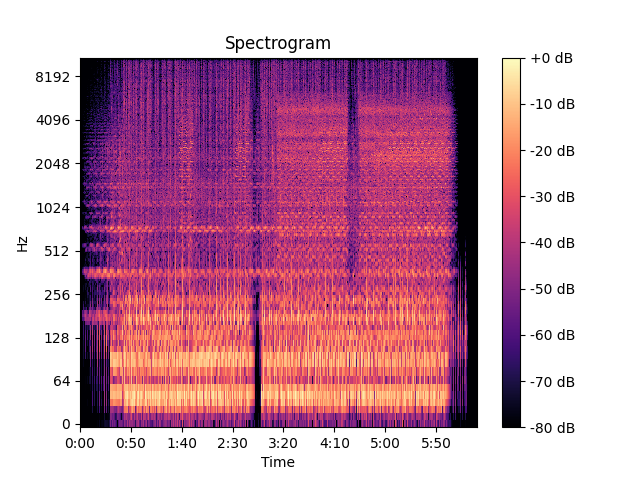 Spectrogram
8192
4096
2048
1024
512
256
128
64
0
Hz
0:00 0:50 1:40 2:30 3:20 4:10 5:00 5:50
Time
+0 dB
-10 dB
-20 dB
-30 dB
-40 dB
-50 dB
-60 dB
-70 dB
-80 dB